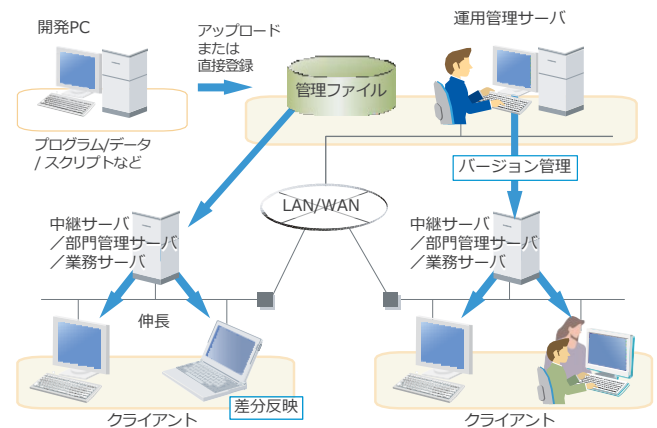 開発PC
アップロード
または
直接登録
運用管理サーバ
管理ファイル
プログラム/データ
/ スクリプトなど
バージョン管理
LAN/WAN
中継サーバ
／部門管理サーバ
／業務サーバ
中継サーバ
／部門管理サーバ
／業務サーバ
伸長
差分反映
クライアント
クライアント